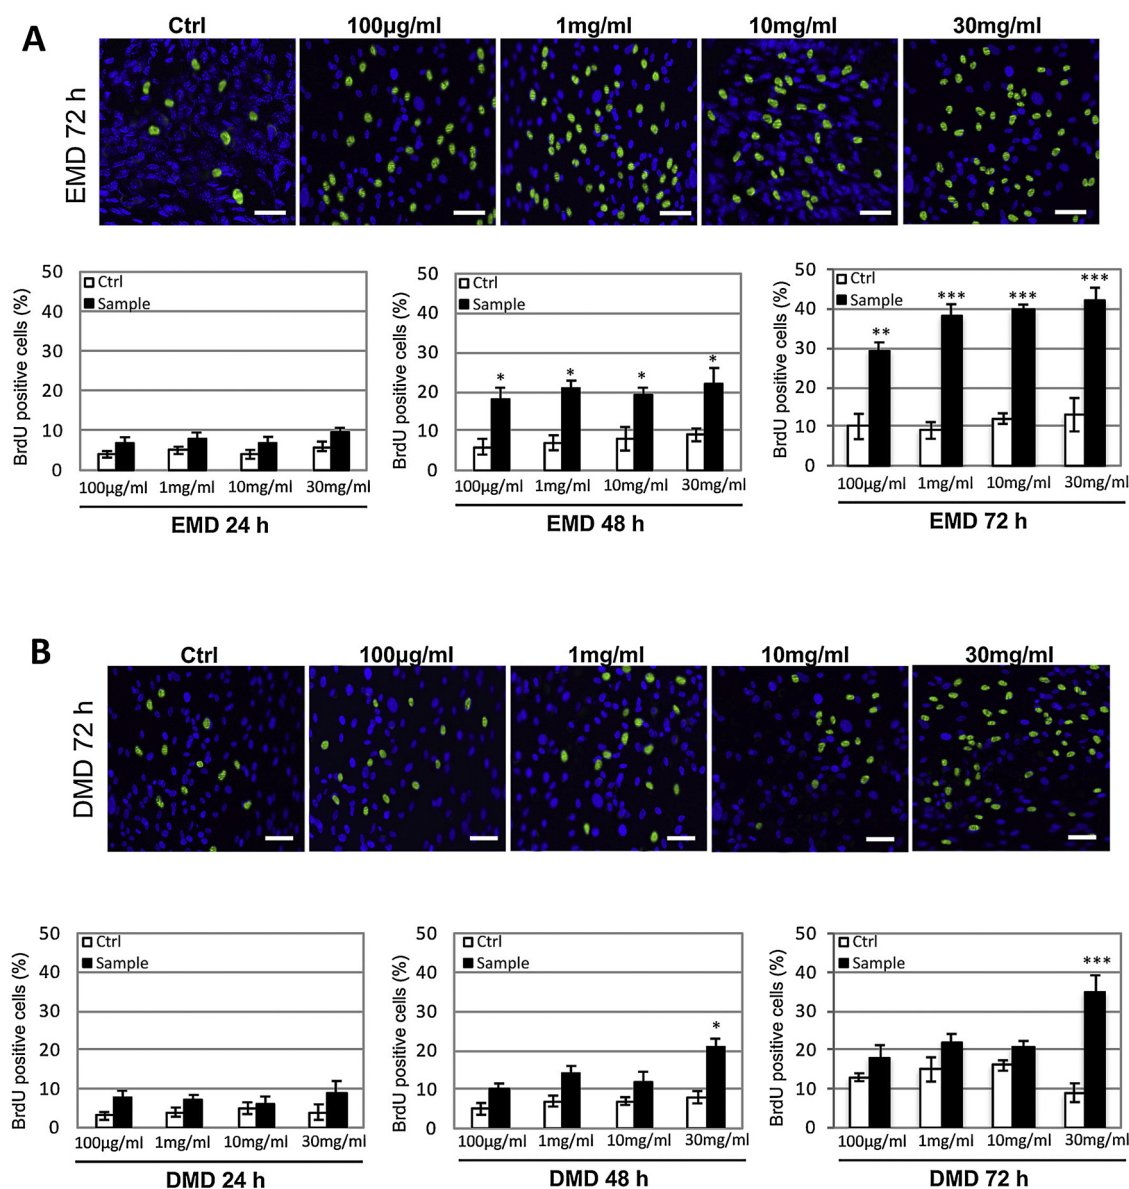 A
Ctrl 100µg/ml 1mg/ml 10mg/ml 30mg/ml
EMD 72 h
BrdU positive cells (%)
50
40
30
20
10
0
Ctrl
Sample
100µg/ml 1mg/ml 10mg/ml 30mg/ml
EMD 24 h
BrdU positive cells (%)
50
40
30
20
10
0
Ctrl
Sample
* * * *
100µg/ml 1mg/ml 10mg/ml 30mg/ml
EMD 48 h
BrdU positive cells (%)
50
40
30
20
10
0
Ctrl
Sample
** *** *** ***
100µg/ml 1mg/ml 10mg/ml 30mg/ml
EMD 72 h
B
Ctrl 100µg/ml 1mg/ml 10mg/ml 30mg/ml
DMD 72 h
BrdU positive cells (%)
50
40
30
20
10
0
Ctrl
Sample
100µg/ml 1mg/ml 10mg/ml 30mg/ml
DMD 24 h
BrdU positive cells (%)
50
40
30
20
10
0
Ctrl
Sample
*
100µg/ml 1mg/ml 10mg/ml 30mg/ml
DMD 48 h
BrdU positive cells (%)
50
40
30
20
10
0
Ctrl
Sample
***
100µg/ml 1mg/ml 10mg/ml 30mg/ml
DMD 72 h